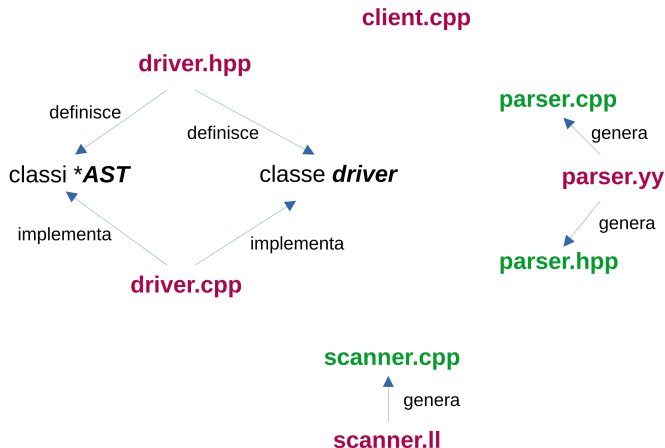 client.cpp
driver.hpp
parser.cpp
definisce
definisce
genera
classi *AST
classe driver
parser.yy
implementa
implementa
genera
parser.hpp
driver.cpp
scanner.cpp
genera
scanner.ll